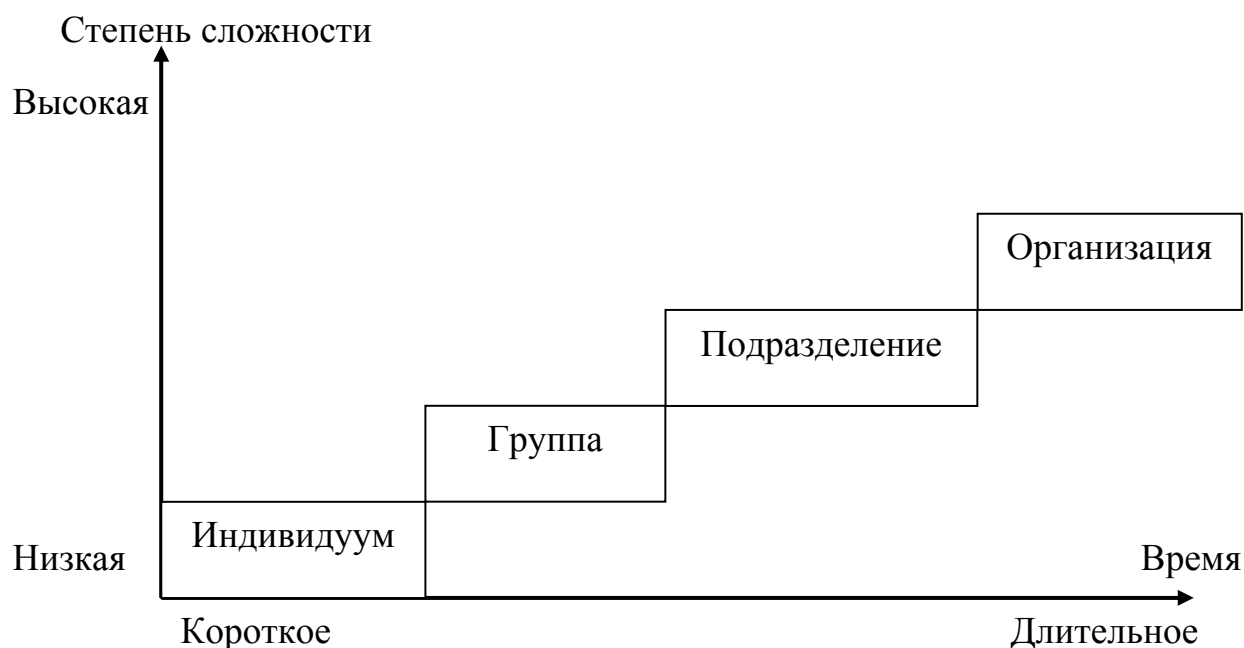 Степень сложности
Высокая
Организация
Подразделение
Группа
Индивидуум
Низкая
Время
Короткое
Длительное